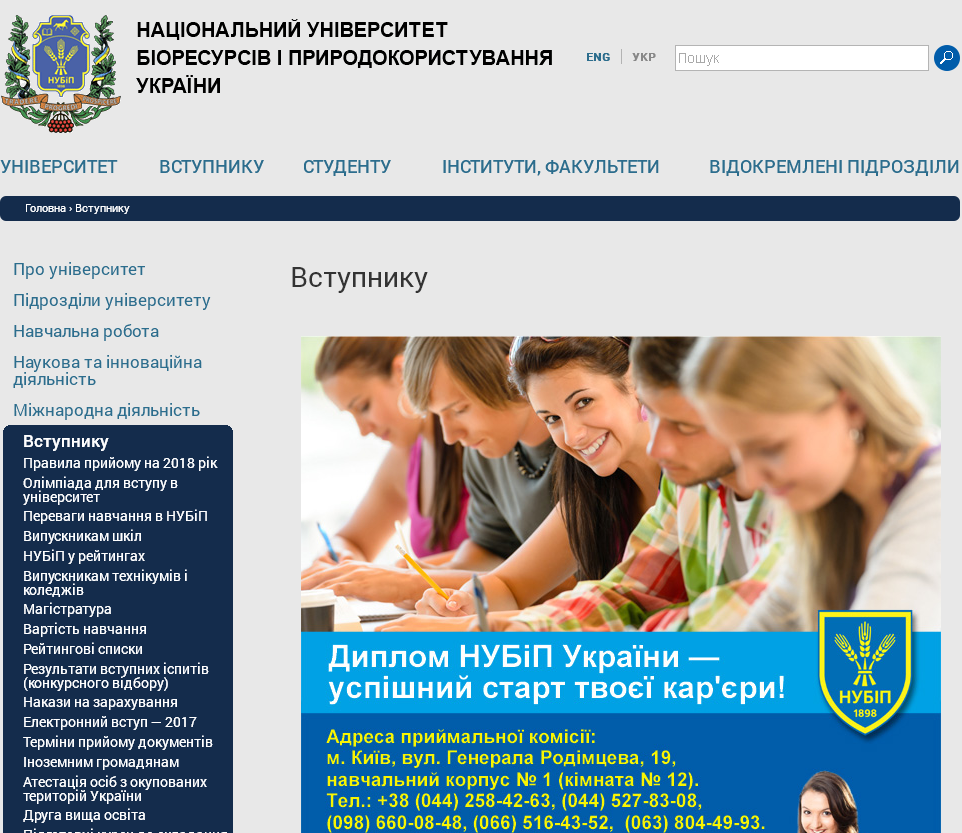 НАЦІОНАЛЬНИЙ УНІВЕРСИТЕТ
БІОРЕСУРСІВ І ПРИРОДОКОРИСТУВАННЯ
УКРАЇНИ
НУБіП
ENG
УКР
Пошук
УНІВЕРСИТЕТ
ВСТУПНИКУ
СТУДЕНТУ
ІНСТИТУТИ, ФАКУЛЬТЕТИ
ВІДОКРЕМЛЕНІ ПІДРОЗДІЛИ
Головна › Вступнику
Про університет
Підрозділи університету
Навчальна робота
Наукова та інноваційна
діяльність
Міжнародна діяльність
Вступнику
Правила прийому на 2018 рік
Олімпіада для вступу в
університет
Переваги навчання в НУБіП
Випускникам шкіл
НУБіП у рейтингах
Випускникам технікумів і
коледжів
Магістратура
Вартість навчання
Рейтингові списки
Результати вступних іспитів
(конкурсного відбору)
Накази на зарахування
Електронний вступ — 2017
Терміни прийому документів
Іноземним громадянам
Атестація осіб з окупованих
територій України
Друга вища освіта
Вступнику
Диплом НУБіП України —
успішний старт твоєї кар'єри!
НУБІП
1898
Адреса приймальної комісії:
м. Київ, вул. Генерала Родімцева, 19,
навчальний корпус № 1 (кімната № 12).
Тел.: +38 (044) 258-42-63, (044) 527-83-08,
(098) 660-08-48, (066) 516-43-52, (063) 804-49-93.